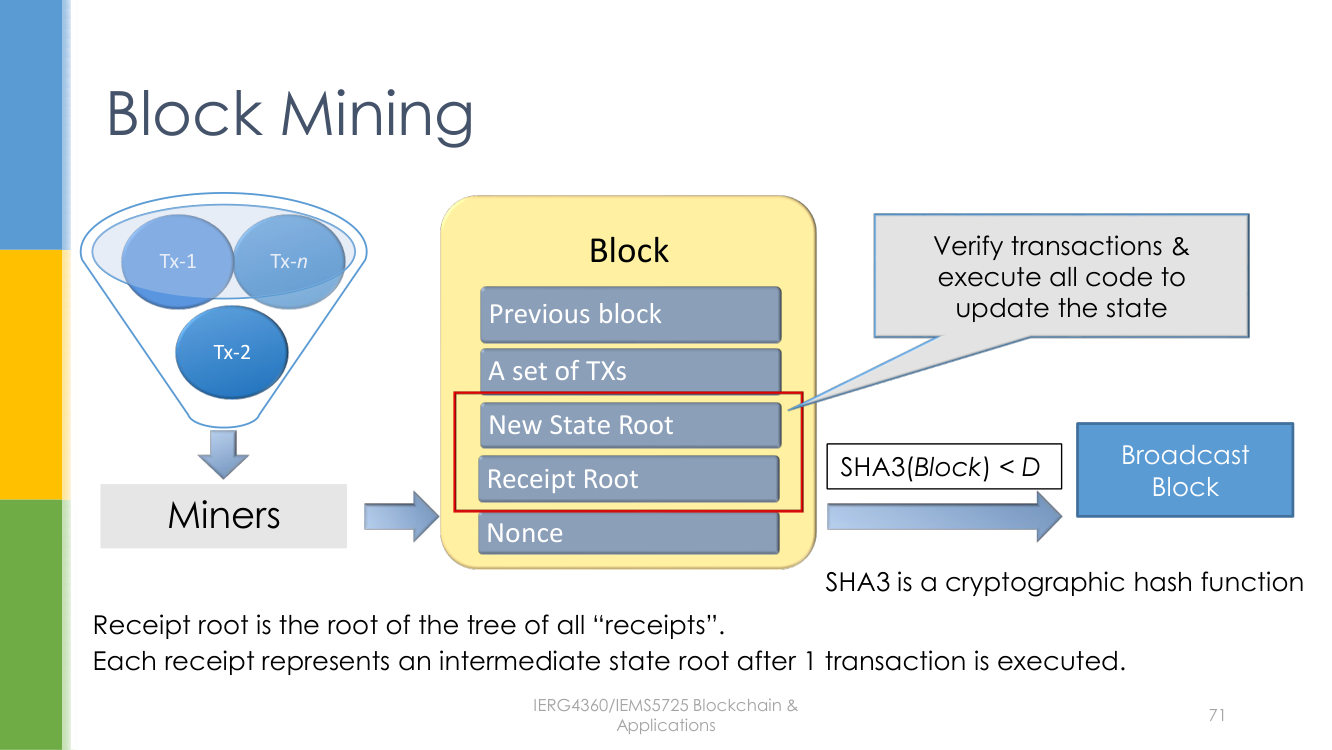 Block Mining
Tx-1
Tx-n
Tx-2
Miners
Block
Previous block
A set of TXs
New State Root
Receipt Root
Nonce
Verify transactions &
execute all code to
update the state
SHA3(Block) < D
Broadcast
Block
SHA3 is a cryptographic hash function
Receipt root is the root of the tree of all “receipts”.
Each receipt represents an intermediate state root after 1 transaction is executed.
IERG4360/IEMS5725 Blockchain &
Applications
71